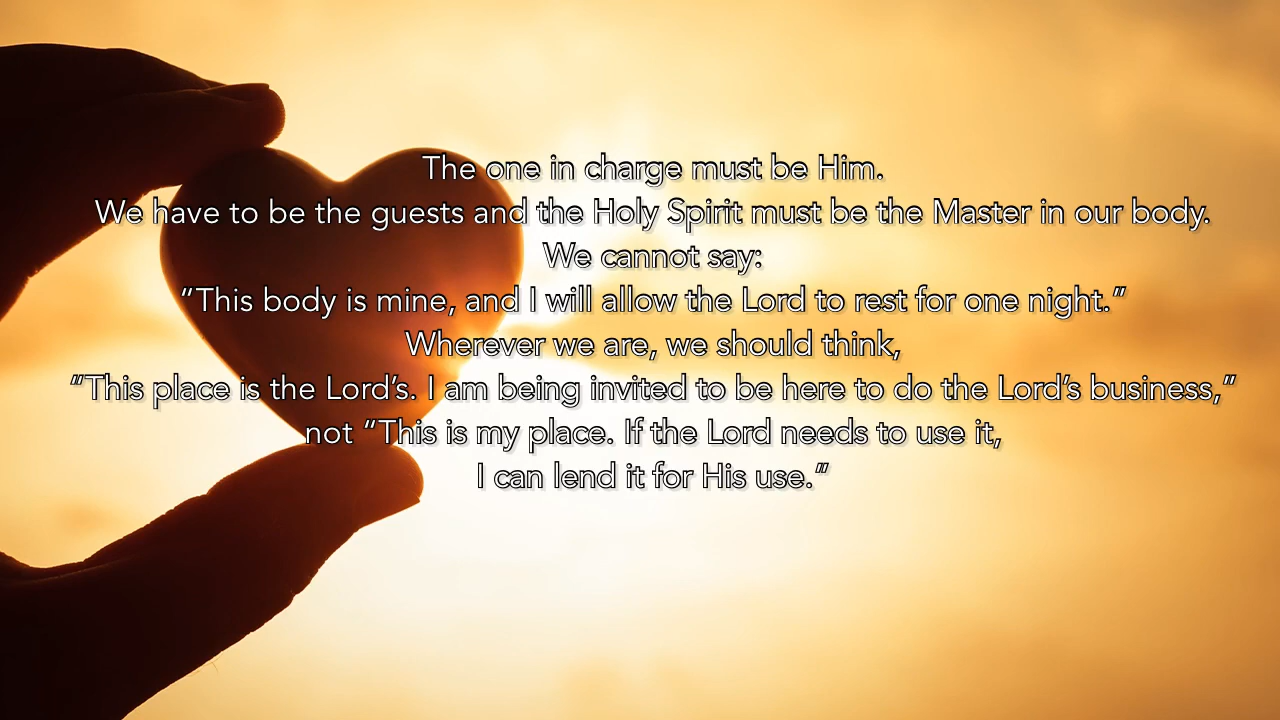 The one in charge must be Him.
We have to be the guests and the Holy Spirit must be the Master in our body.
We cannot say:
“This body is mine, and I will allow the Lord to rest for one night.”
Wherever we are, we should think,
“This place is the Lord’s. I am being invited to be here to do the Lord’s business,”
not “This is my place. If the Lord needs to use it,
I can lend it for His use.”